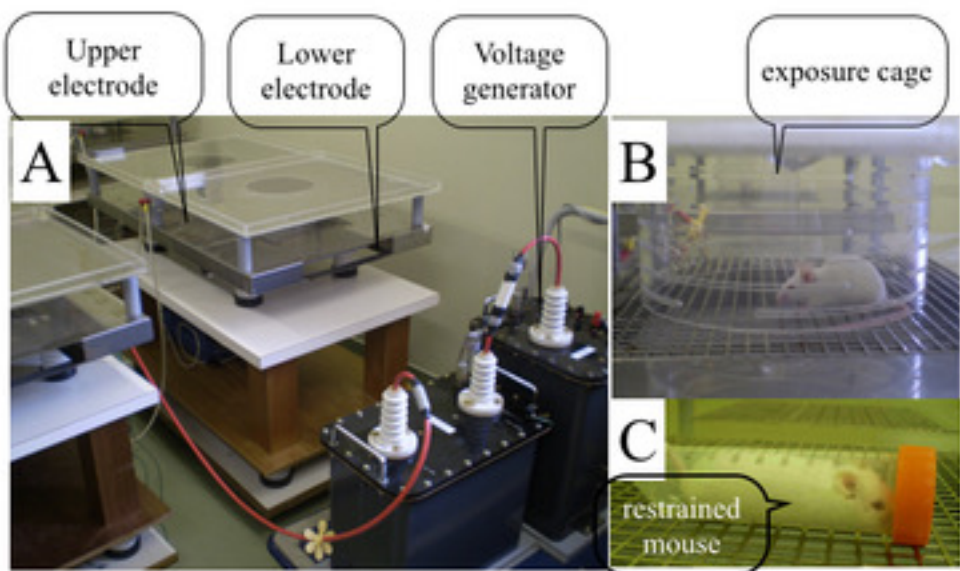 Upper
electrode
Lower
electrode
Voltage
generator
exposure cage
A
B
C
restrained
mouse